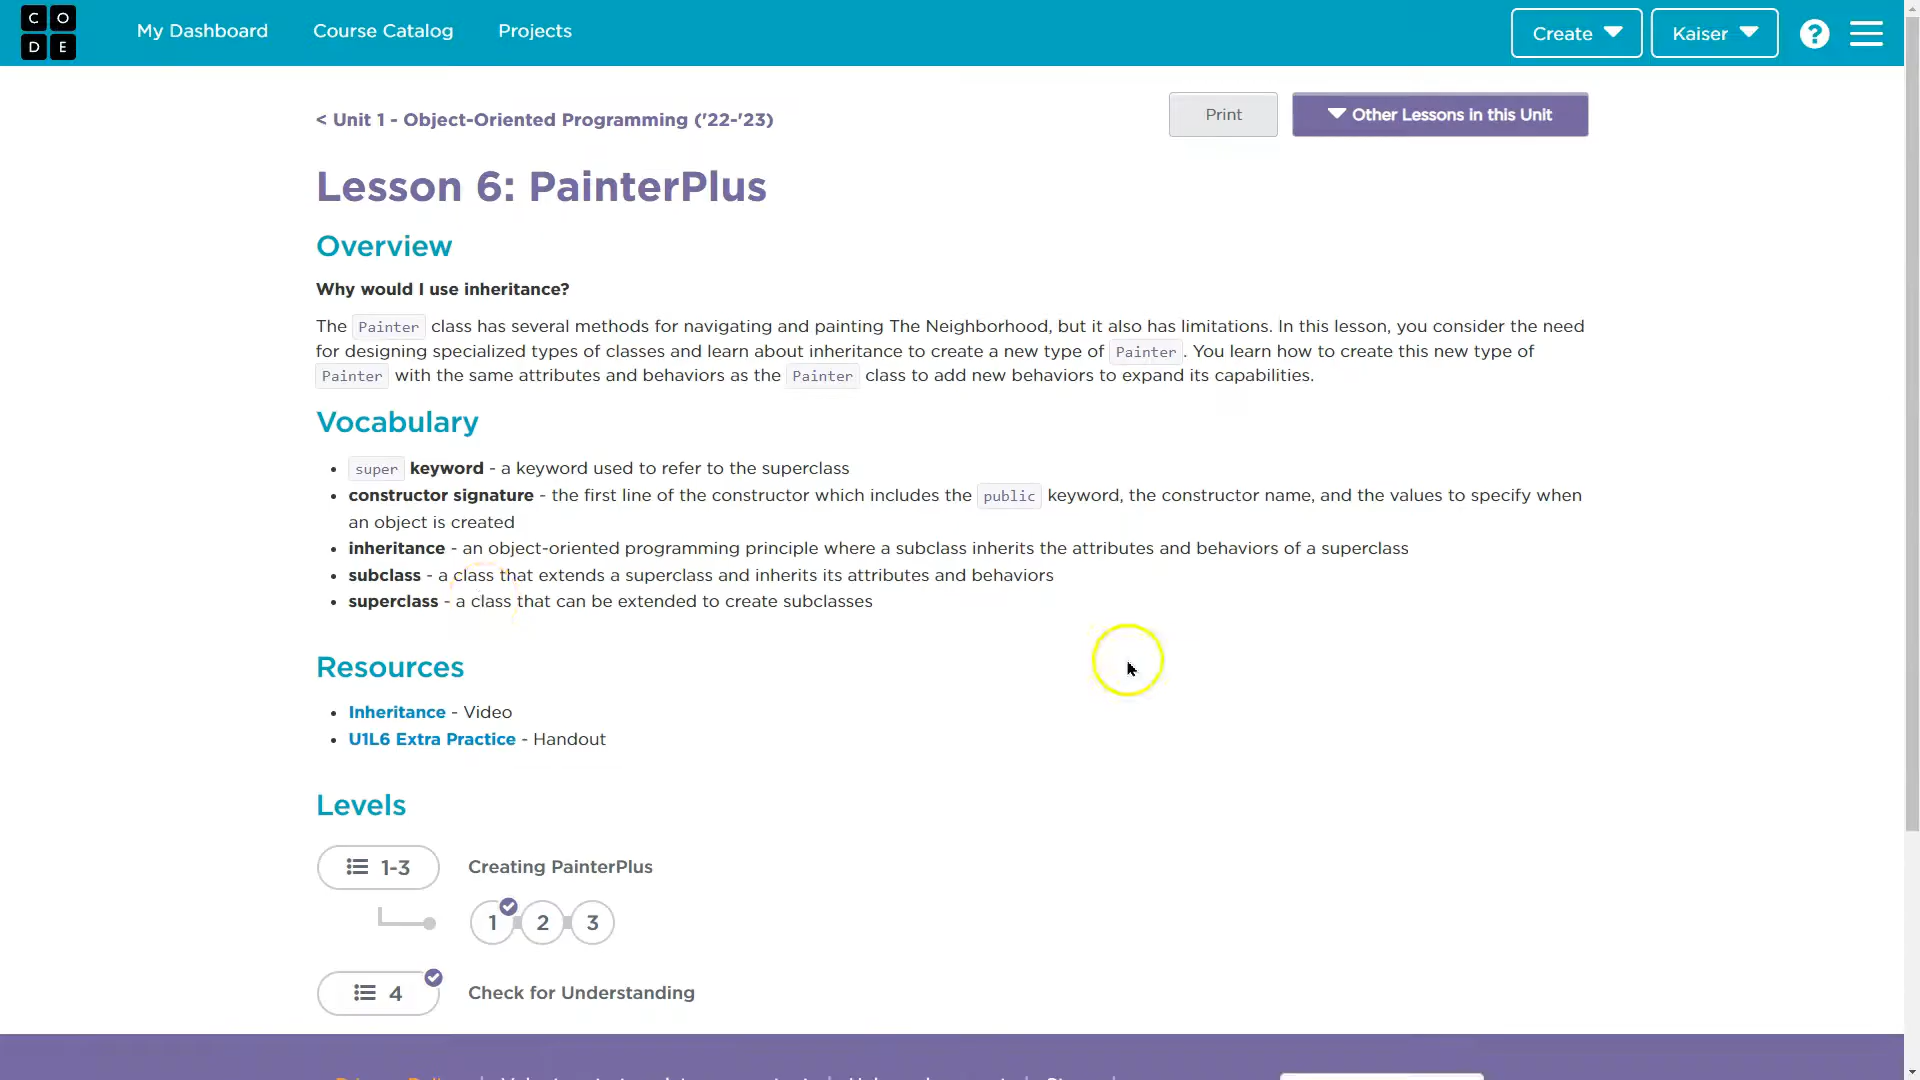 C O
D E
My Dashboard
Course Catalog
Projects
Create
Kaiser
?
< Unit 1 - Object-Oriented Programming ('22-'23)
Print
Other Lessons in this Unit
Lesson 6: PainterPlus
Overview
Why would I use inheritance?
The Painter class has several methods for navigating and painting The Neighborhood, but it also has limitations. In this lesson, you consider the need
for designing specialized types of classes and learn about inheritance to create a new type of Painter . You learn how to create this new type of
Painter with the same attributes and behaviors as the Painter class to add new behaviors to expand its capabilities.
Vocabulary
• super keyword - a keyword used to refer to the superclass
• constructor signature - the first line of the constructor which includes the public keyword, the constructor name, and the values to specify when
an object is created
• inheritance - an object-oriented programming principle where a subclass inherits the attributes and behaviors of a superclass
• subclass - a class that extends a superclass and inherits its attributes and behaviors
• superclass - a class that can be extended to create subclasses
Resources
• Inheritance - Video
• U1L6 Extra Practice - Handout
Levels
1-3 Creating PainterPlus
1 2 3
4 Check for Understanding